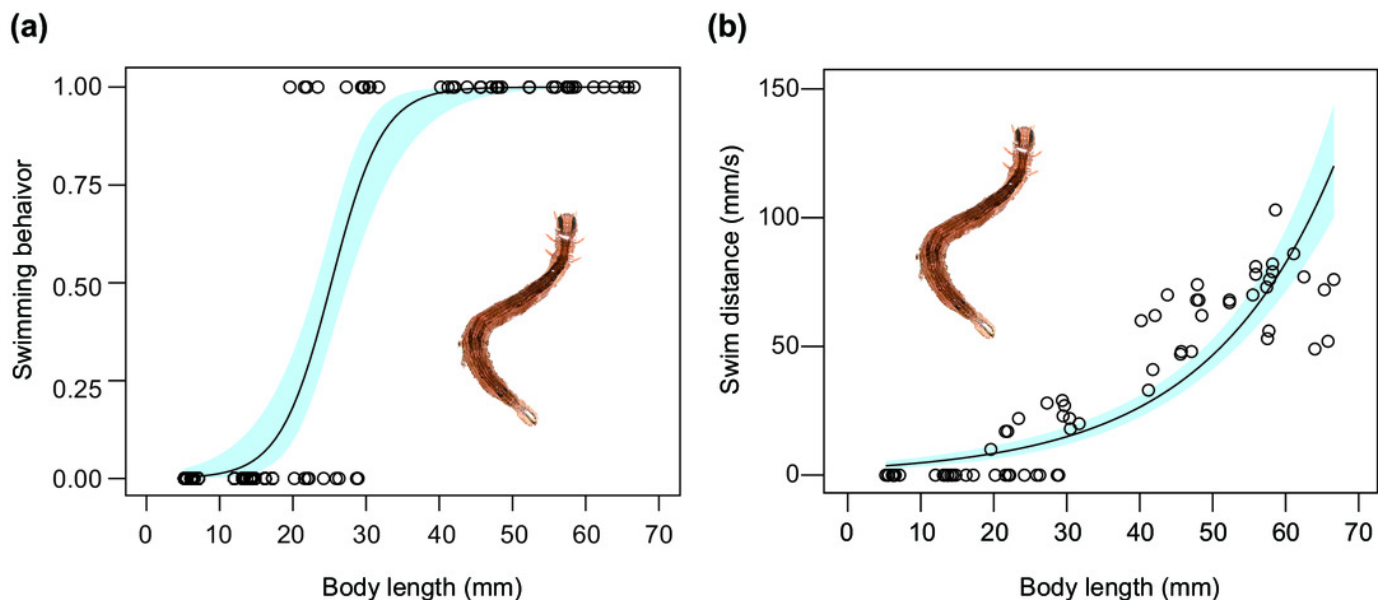 (a)
1.00
0.75
0.50
0.25
0.00
Swimming behaivor
0 10 20 30 40 50 60 70
Body length (mm)
(b)
150
100
50
0
Swim distance (mm/s)
0 10 20 30 40 50 60 70
Body length (mm)